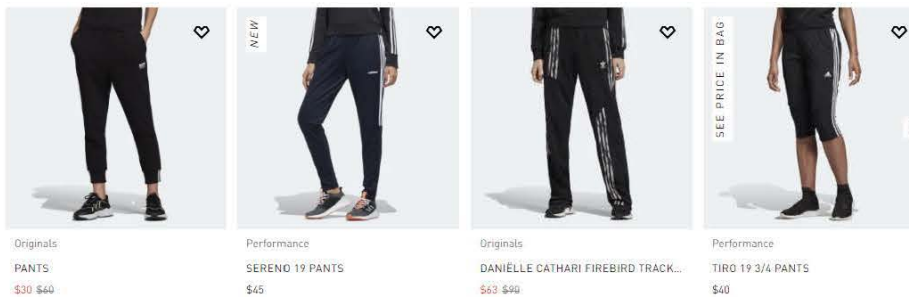 NEW
SEE PRICE IN BAG
Originals
PANTS
$30 $60
Performance
SERENO 19 PANTS
$45
Originals
DANIËLLE CATHARI FIREBIRD TRACK...
$63 $90
Performance
TIRO 19 3/4 PANTS
$40